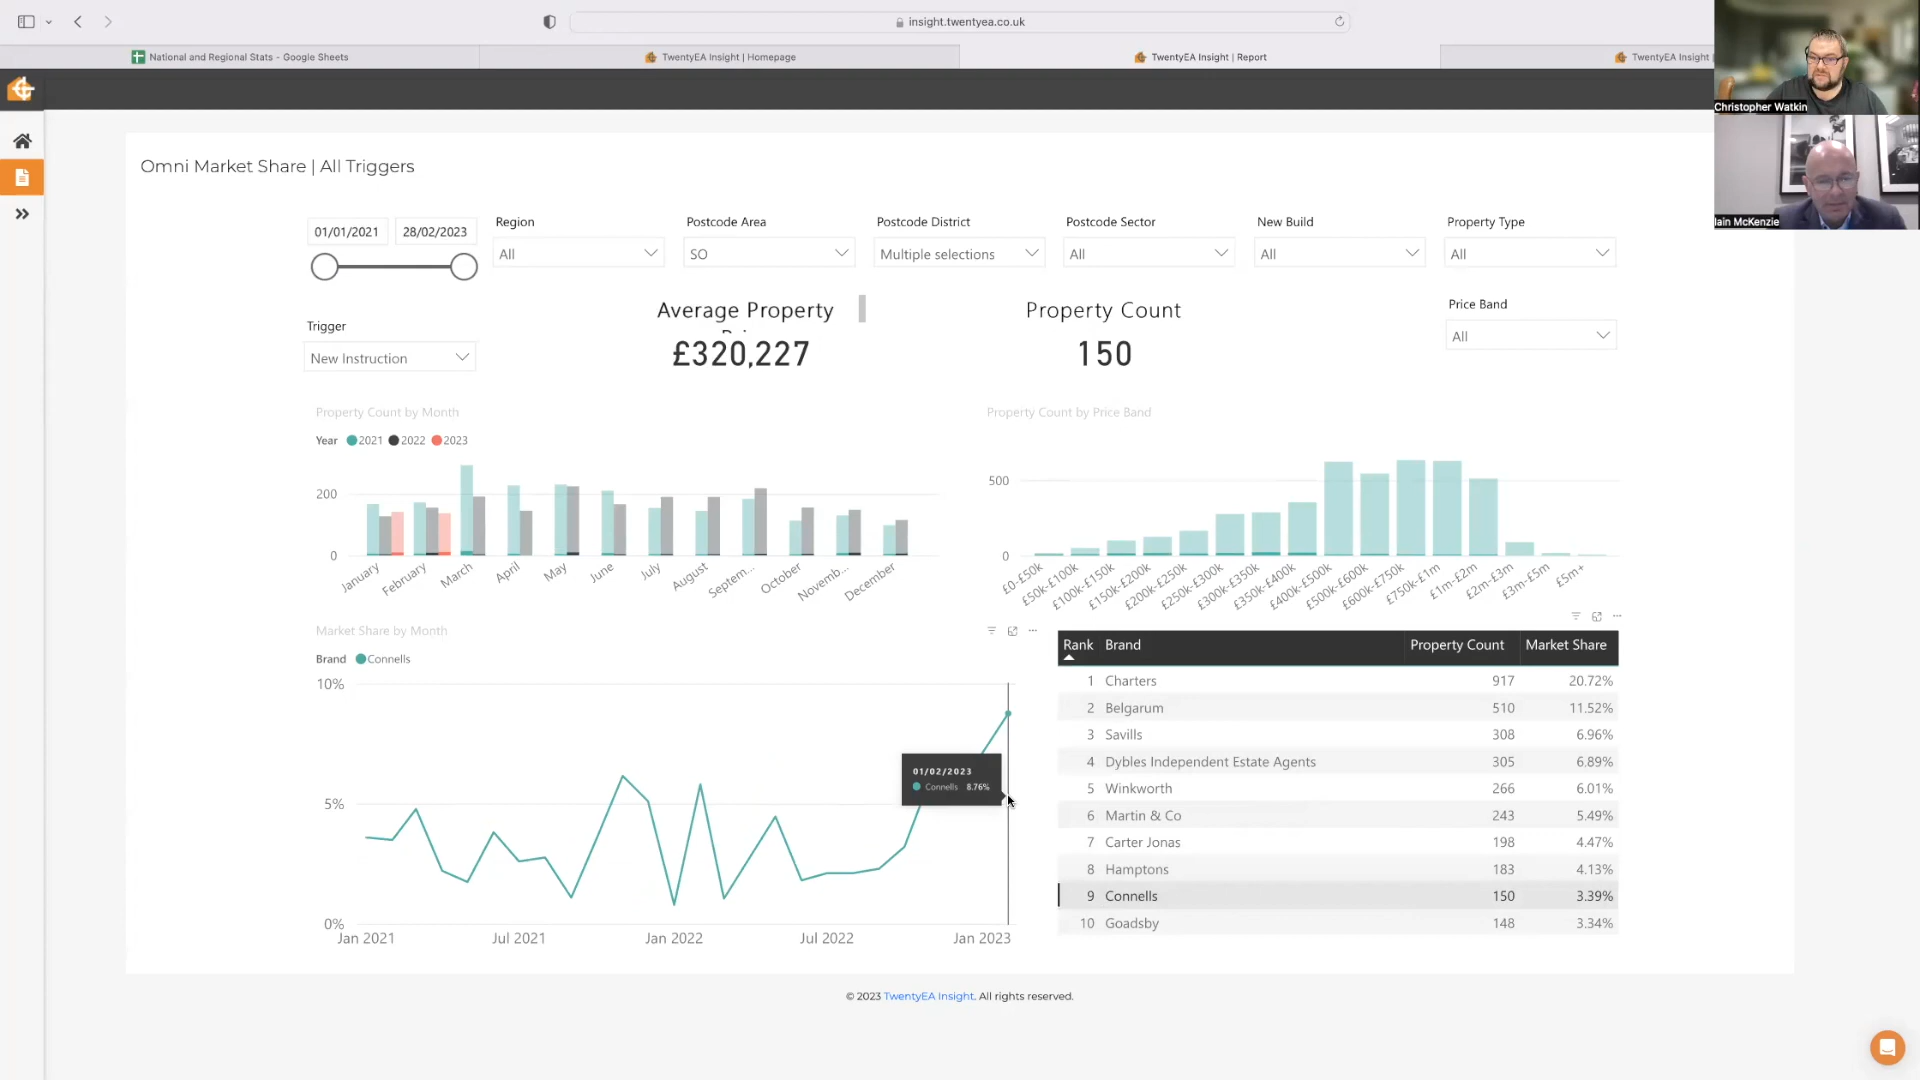 insight.twentyea.co.uk
National and Regional Stats - Google Sheets
TwentyEA Insight | Homepage
TwentyEA Insight | Report
TwentyEA Insight |
Christopher Watkin
Iain McKenzie
Omni Market Share | All Triggers
01/01/2021
28/02/2023
Region
All
Postcode Area
SO
Postcode District
Multiple selections
Postcode Sector
All
New Build
All
Property Type
All
Trigger
New Instruction
Average Property
£320,227
Property Count
150
Price Band
All
Property Count by Month
Year 2021 2022 2023
200
0
January
February
March
April
May
June
July
August
Septem...
October
Novemb...
December
Property Count by Price Band
500
0
£0-£50k
£50k-£100k
£100k-£150k
£150k-£200k
£200k-£250k
£250k-£300k
£300k-£350k
£350k-£400k
£400k-£500k
£500k-£600k
£600k-£750k
£750k-£1m
£1m-£2m
£2m-£3m
£3m-£5m
£5m+
Market Share by Month
Brand Connells
10%
5%
0%
Jan 2021
Jul 2021
Jan 2022
Jul 2022
Jan 2023
01/02/2023
Connells 8.76%
Rank Brand Property Count Market Share
1 Charters 917 20.72%
2 Belgarum 510 11.52%
3 Savills 308 6.96%
4 Dybles Independent Estate Agents 305 6.89%
5 Winkworth 266 6.01%
6 Martin & Co 243 5.49%
7 Carter Jonas 198 4.47%
8 Hamptons 183 4.13%
9 Connells 150 3.39%
10 Goadsby 148 3.34%
© 2023 TwentyEA Insight. All rights reserved.